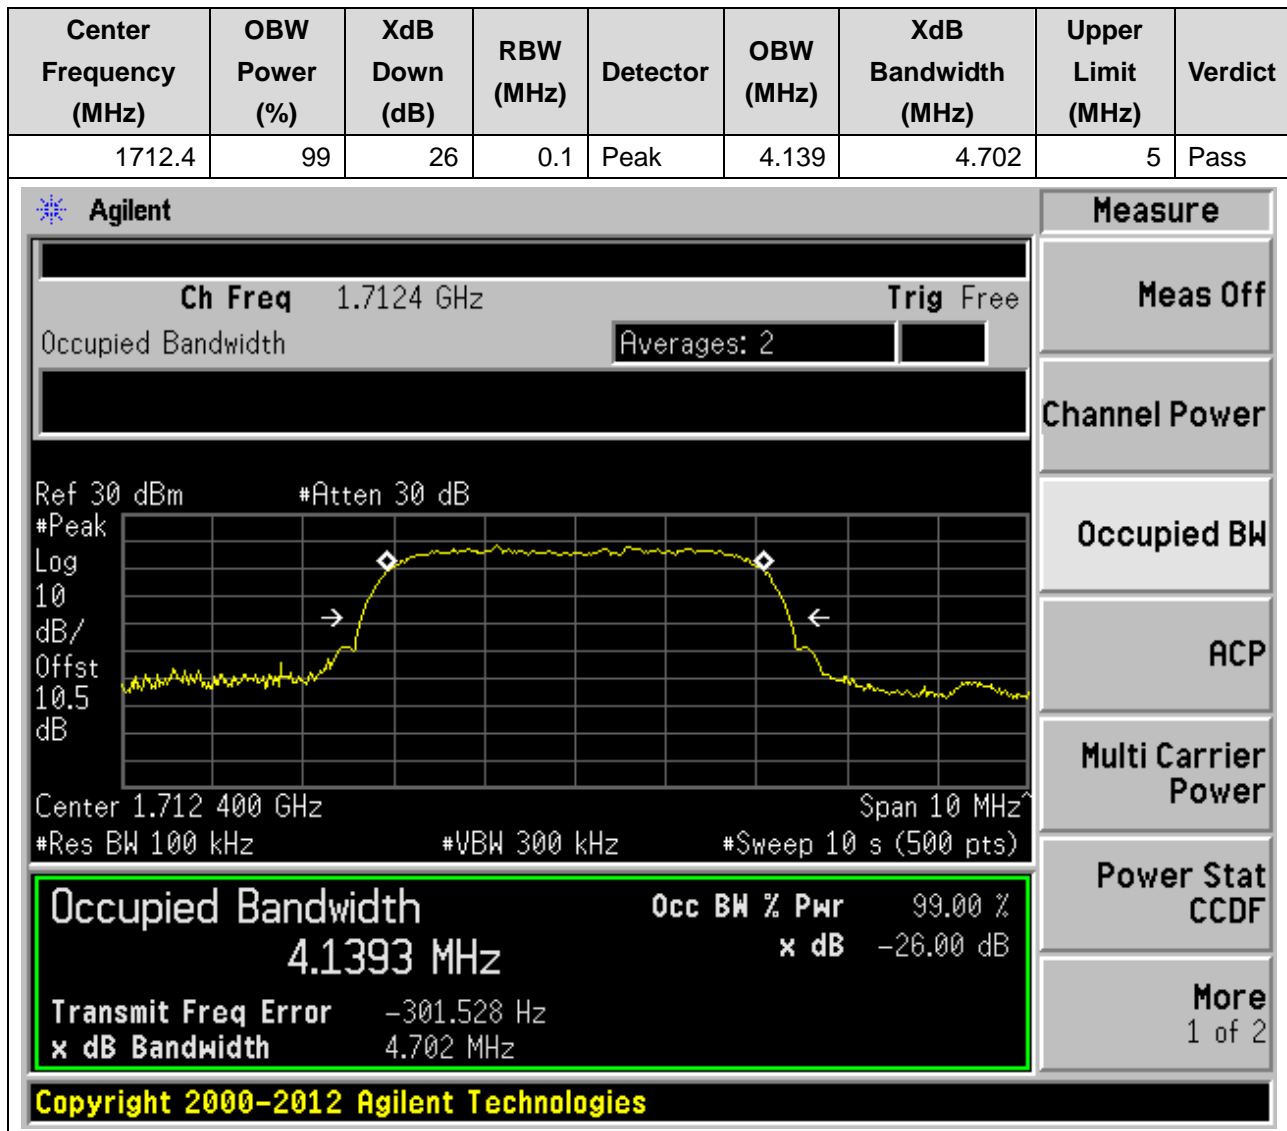 Center Frequency (MHz) OBW Power (%) XdB Down (dB) RBW (MHz) Detector OBW (MHz) XdB Bandwidth (MHz) Upper Limit (MHz) Verdict
1712.4 99 26 0.1 Peak 4.139 4.702 5 Pass
Agilent
Measure
Ch Freq 1.7124 GHz Trig Free
Meas Off
Occupied Bandwidth Averages: 2
Channel Power
Ref 30 dBm #Atten 30 dB
#Peak
Log
10
dB/
Offst
10.5
dB
Occupied BW
ACP
Center 1.712 400 GHz Span 10 MHz^
#Res BW 100 kHz #VBW 300 kHz #Sweep 10 s (500 pts)
Multi Carrier
Power
Occupied Bandwidth Occ BW % Pwr 99.00 %
4.1393 MHz x dB -26.00 dB
Transmit Freq Error -301.528 Hz
x dB Bandwidth 4.702 MHz
Power Stat
CCDF
More
1 of 2
Copyright 2000-2012 Agilent Technologies